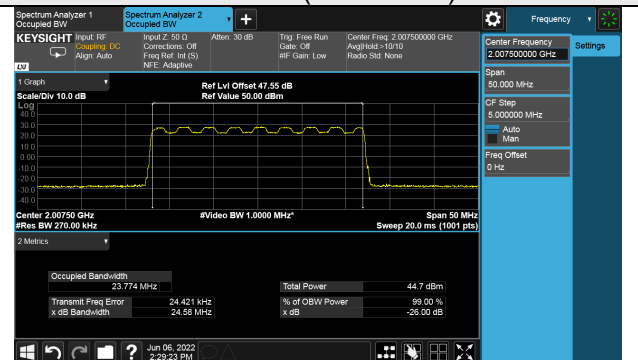 Spectrum Analyzer 1
Occupied BW
Spectrum Analyzer 2
Occupied BW
+
Frequency
KEYSIGHT
Input: RF
Coupling: DC
Align: Auto
Input Z: 50 Ω
Corrections: Off
Freq Ref: Int (S)
NFE: Adaptive
Atten: 30 dB
Trig: Free Run
Gate: Off
#IF Gain: Low
Center Freq: 2.007500000 GHz
Avg|Hold:>10/10
Radio Std: None
LXI
Center Frequency
2.007500000 GHz
Settings
Span
50.000 MHz
CF Step
5.000000 MHz
Auto
Man
Freq Offset
0 Hz
1 Graph
Scale/Div 10.0 dB
Ref Lvl Offset 47.55 dB
Ref Value 50.00 dBm
Log
40.0
30.0
20.0
10.0
0.00
-10.0
-20.0
-30.0
-40.0
Center 2.00750 GHz
#Res BW 270.00 kHz
#Video BW 1.0000 MHz*
Span 50 MHz
Sweep 20.0 ms (1001 pts)
2 Metrics
Occupied Bandwidth
23.774 MHz
Total Power 44.7 dBm
Transmit Freq Error 24.421 kHz
% of OBW Power 99.00 %
x dB Bandwidth 24.58 MHz
x dB -26.00 dB
?
Jun 06, 2022
2:29:23 PM